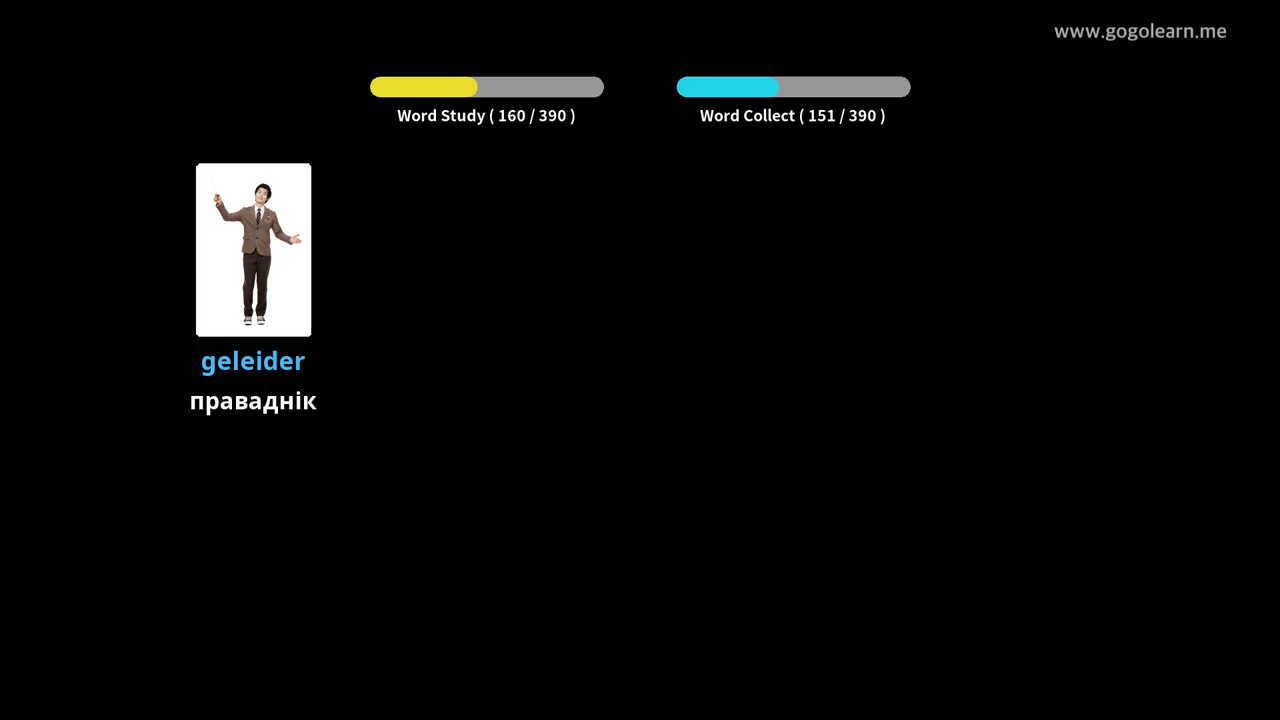 www.gogolearn.me
Word Study ( 160 / 390 )
Word Collect ( 151 / 390 )
geleider
праваднік